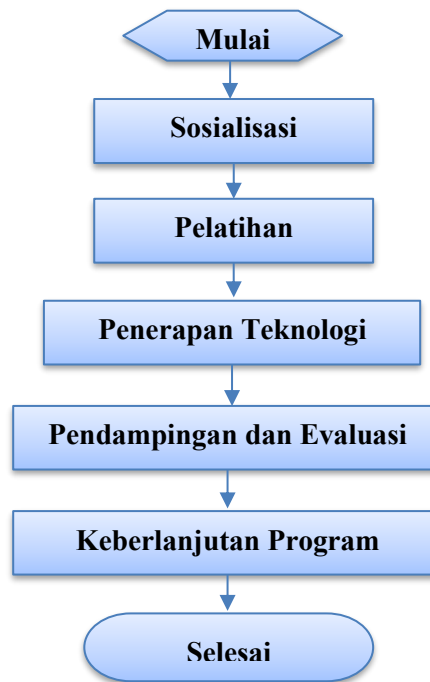 Mulai
Sosialisasi
Pelatihan
Penerapan Teknologi
Pendampingan dan Evaluasi
Keberlanjutan Program
Selesai